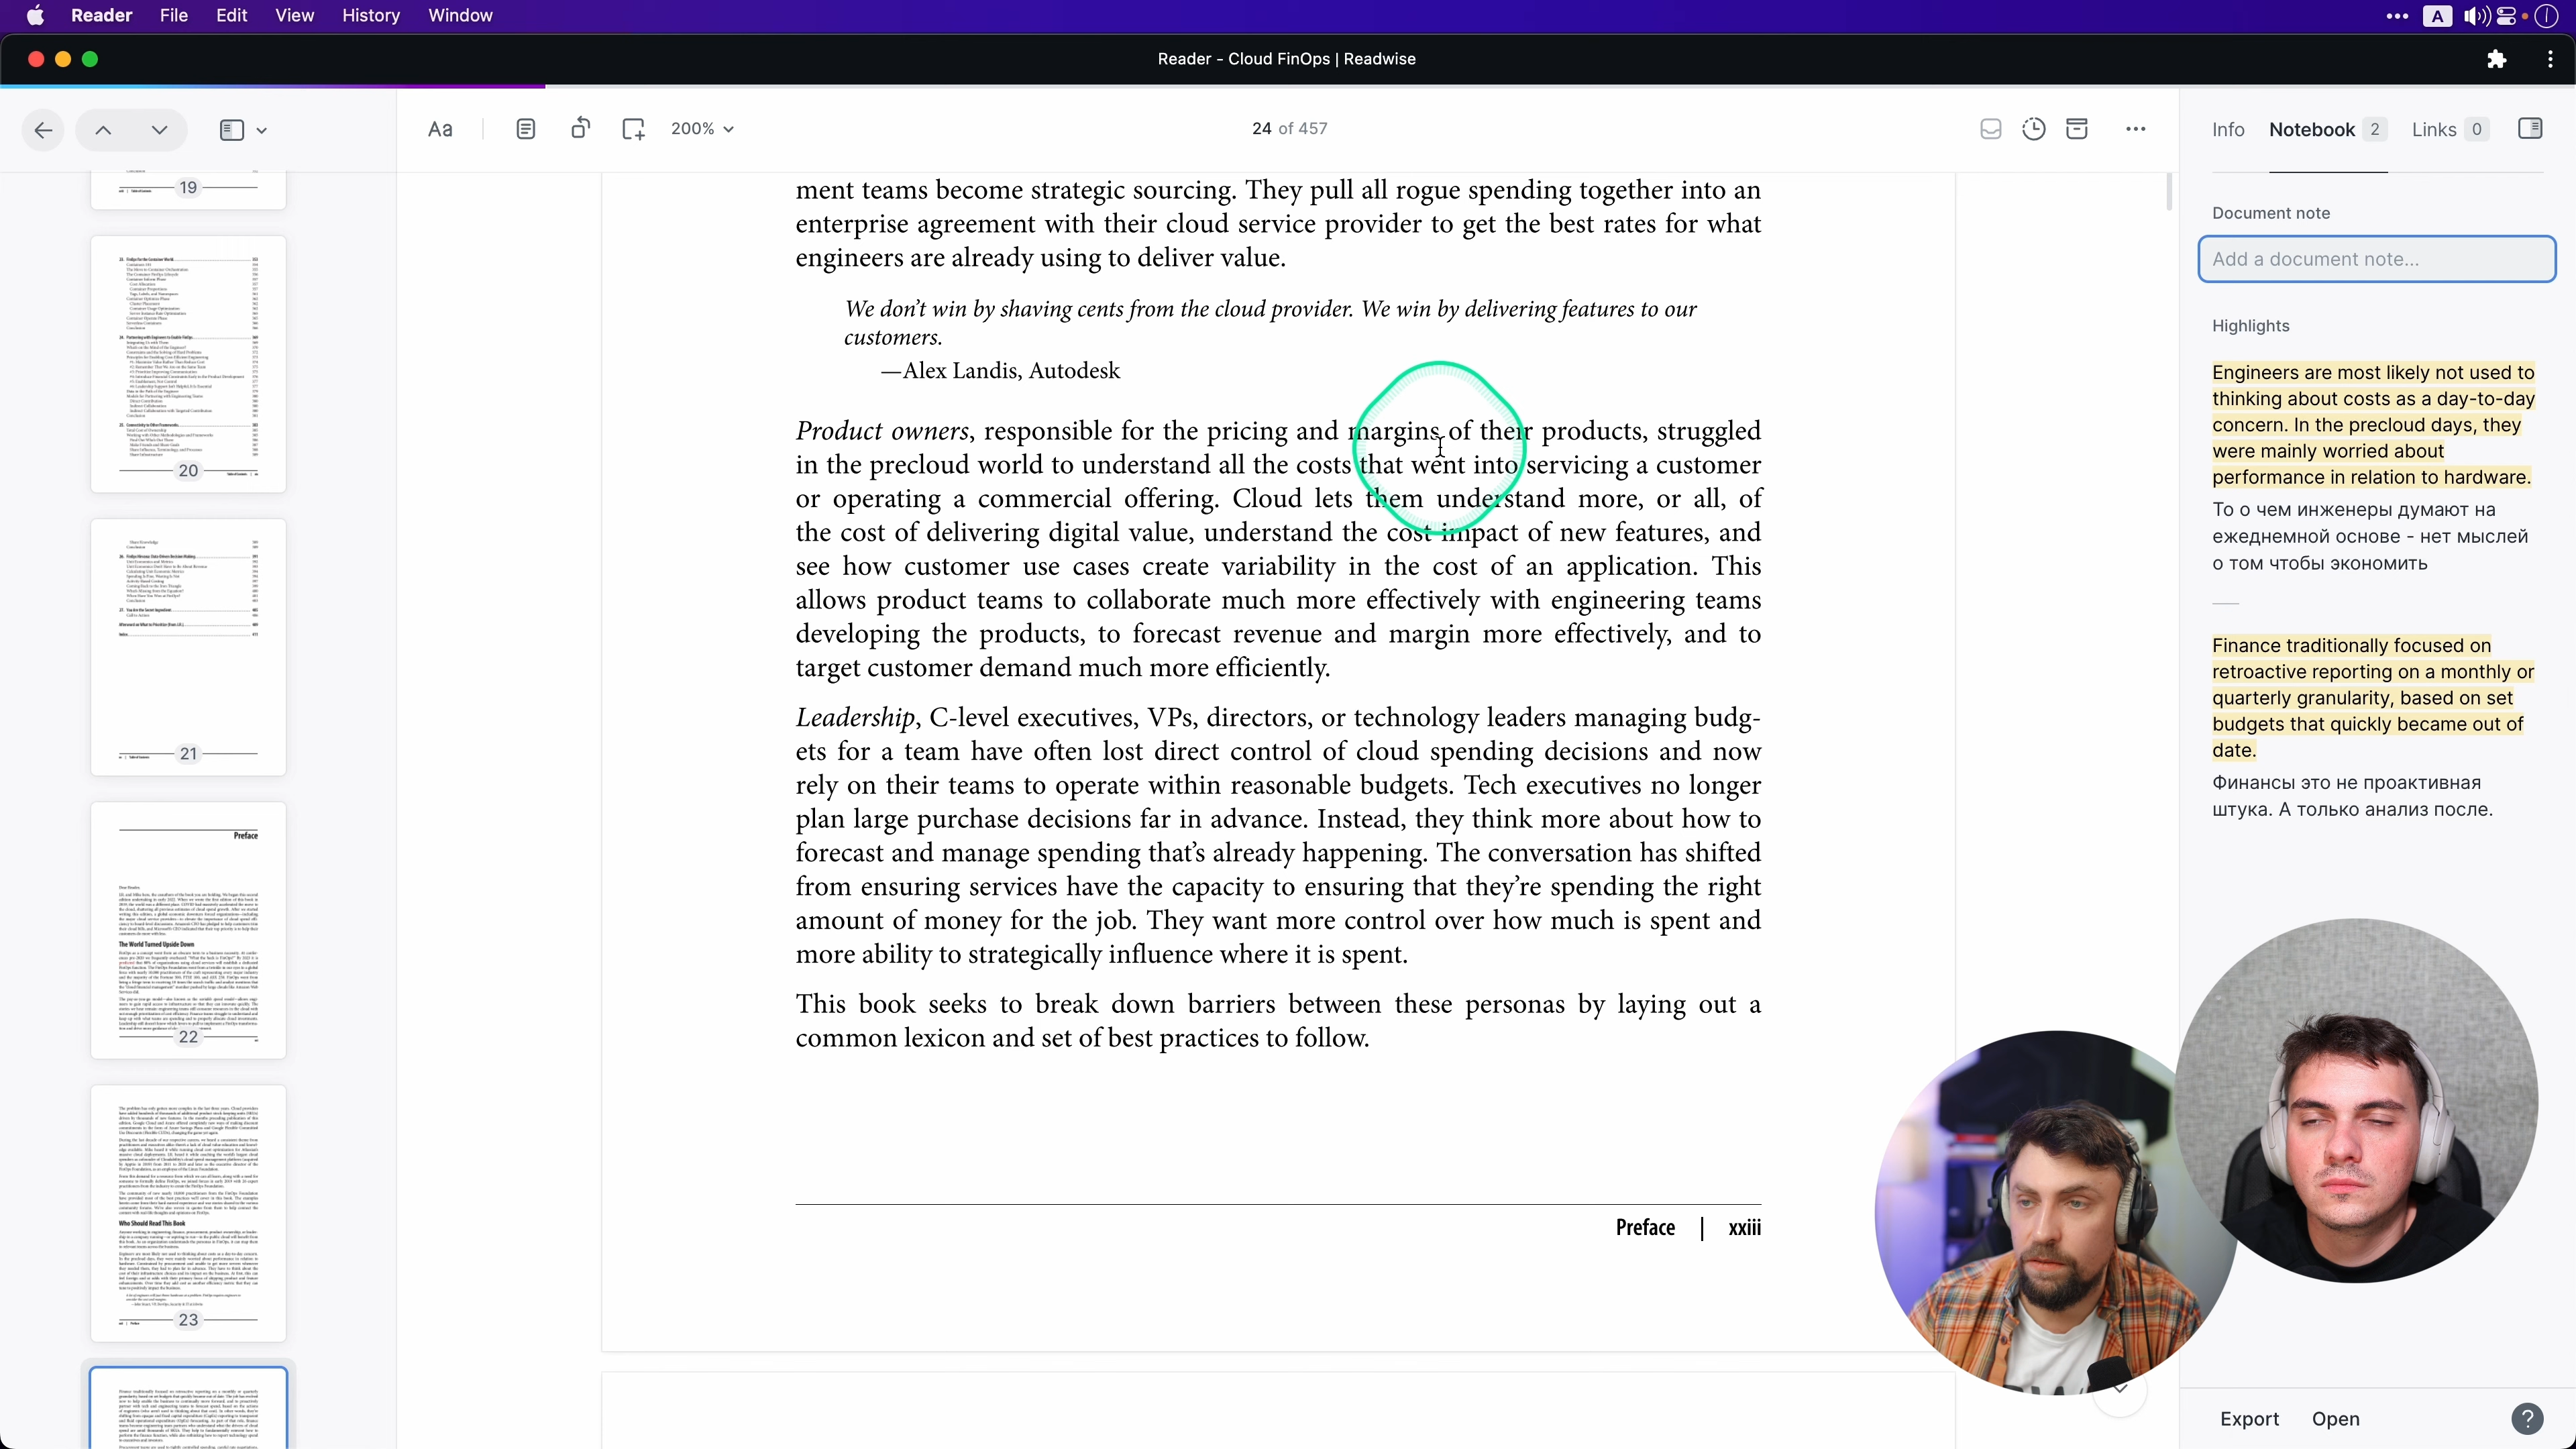 Reader File Edit View History Window
A
Reader - Cloud FinOps | Readwise
Aa
200%
24 of 457
Info Notebook 2 Links 0
19
20
21
Preface
The World Turned Upside Down
22
Who Should Read This Book
23
ment teams become strategic sourcing. They pull all rogue spending together into an
enterprise agreement with their cloud service provider to get the best rates for what
engineers are already using to deliver value.
We don't win by shaving cents from the cloud provider. We win by delivering features to our
customers.
—Alex Landis, Autodesk
Product owners, responsible for the pricing and margins of their products, struggled
in the precloud world to understand all the costs that went into servicing a customer
or operating a commercial offering. Cloud lets them understand more, or all, of
the cost of delivering digital value, understand the cost impact of new features, and
see how customer use cases create variability in the cost of an application. This
allows product teams to collaborate much more effectively with engineering teams
developing the products, to forecast revenue and margin more effectively, and to
target customer demand much more efficiently.
Leadership, C-level executives, VPs, directors, or technology leaders managing budg-
ets for a team have often lost direct control of cloud spending decisions and now
rely on their teams to operate within reasonable budgets. Tech executives no longer
plan large purchase decisions far in advance. Instead, they think more about how to
forecast and manage spending that's already happening. The conversation has shifted
from ensuring services have the capacity to ensuring that they're spending the right
amount of money for the job. They want more control over how much is spent and
more ability to strategically influence where it is spent.
This book seeks to break down barriers between these personas by laying out a
common lexicon and set of best practices to follow.
Preface | xxiii
Document note
Add a document note...
Highlights
Engineers are most likely not used to
thinking about costs as a day-to-day
concern. In the precloud days, they
were mainly worried about
performance in relation to hardware.
То о чем инженеры думают на
ежедневной основе - нет мыслей
о том чтобы экономить
Finance traditionally focused on
retroactive reporting on a monthly or
quarterly granularity, based on set
budgets that quickly became out of
date.
Финансы это не проактивная
штука. А только анализ после.
Export Open ?